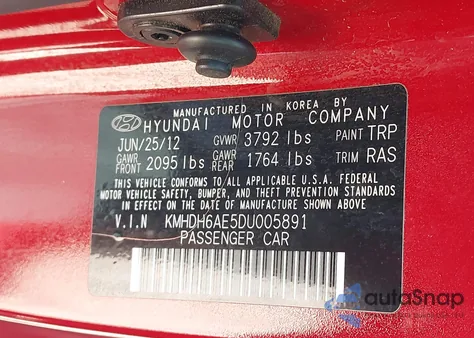 MANUFACTURED IN KOREA BY
HYUNDAI MOTOR COMPANY
JUN/25/12 GVWR 3792 lbs PAINT TRP
GAWR FRONT 2095 lbs GAWR REAR 1764 lbs TRIM RAS
THIS VEHICLE CONFORMS TO ALL APPLICABLE U.S.A. FEDERAL
MOTOR VEHICLE SAFETY, BUMPER, AND THEFT PREVENTION STANDARDS
IN EFFECT ON THE DATE OF MANUFACTURE SHOWN ABOVE.
V.I.N KMHDH6AE5DU005891
PASSENGER CAR
autoSnap